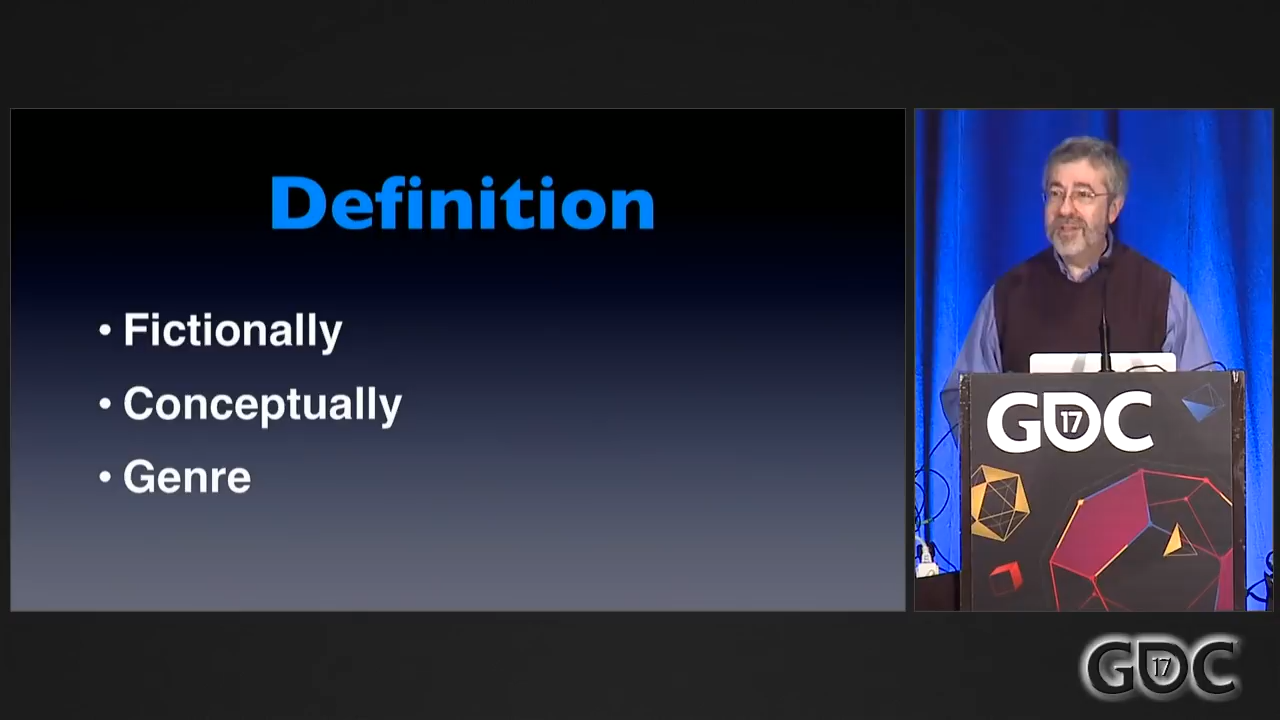 Definition
• Fictionally
• Conceptually
• Genre
GDC
17
GDC
17